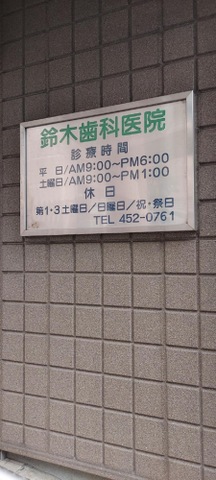 鈴木歯科医院
診療時間
平 日/AM9:00〜PM6:00
土曜日/AM9:00〜PM1:00
休 日
第1・3土曜日/日曜日/祝・祭日
TEL 452-0761